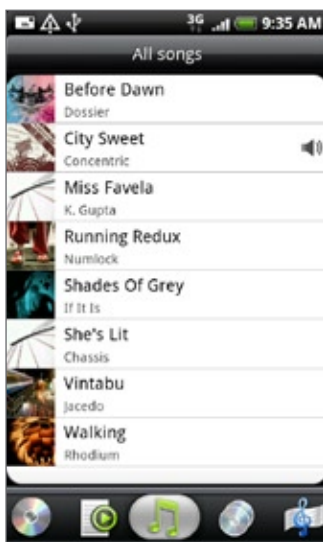 3G 9:35 AM
All songs
Before Dawn
Dossier
City Sweet
Concentric
Miss Favela
K. Gupta
Running Redux
Numlock
Shades Of Grey
If It Is
She"s Lit
Chassis
Vintabu
Jacedo
Walking
Rhodium